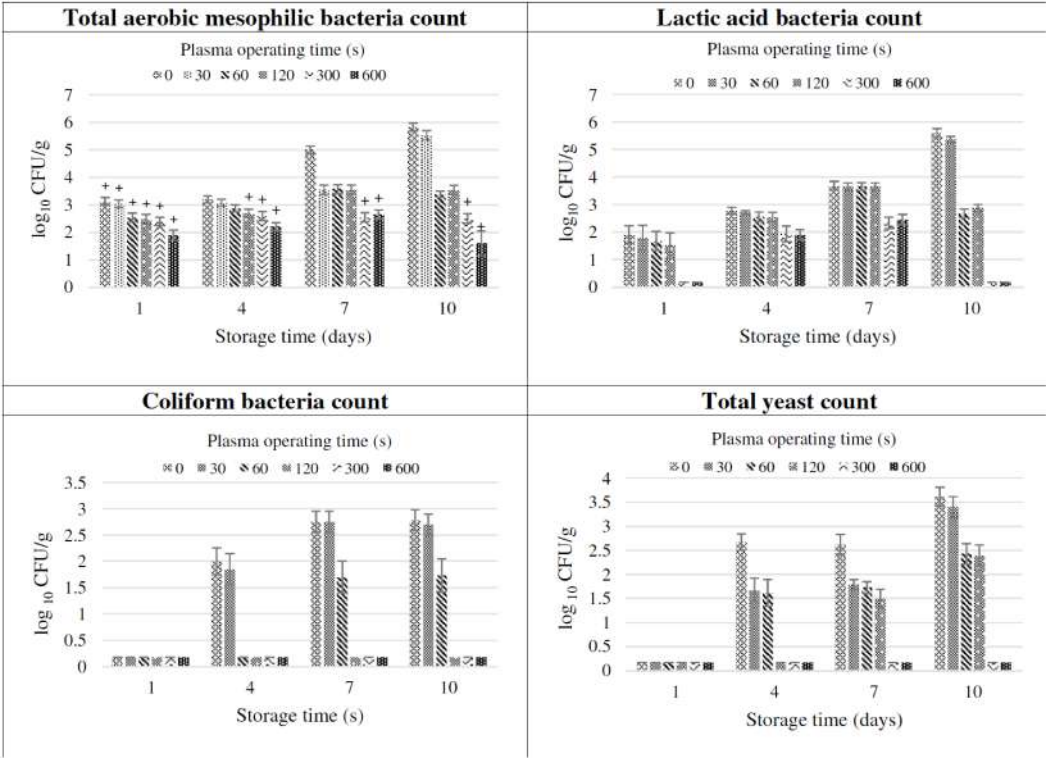 Total aerobic mesophilic bacteria count
Plasma operating time (s)
0 30 60 120 300 600
log10 CFU/g
7
6
5
4
3
2
1
0
+ + + + + + + + + + + + ±
1 4 7 10
Storage time (days)
Lactic acid bacteria count
Plasma operating time (s)
0 30 60 120 300 600
log10 CFU/g
7
6
5
4
3
2
1
0
1 4 7 10
Storage time (days)
Coliform bacteria count
Plasma operating time (s)
0 30 60 120 300 600
log 10 CFU/g
3.5
3
2.5
2
1.5
1
0.5
0
1 4 7 10
Storage time (s)
Total yeast count
Plasma operating time (s)
0 30 60 120 300 600
log 10 CFU/g
4
3.5
3
2.5
2
1.5
1
0.5
0
1 4 7 10
Storage time (days)